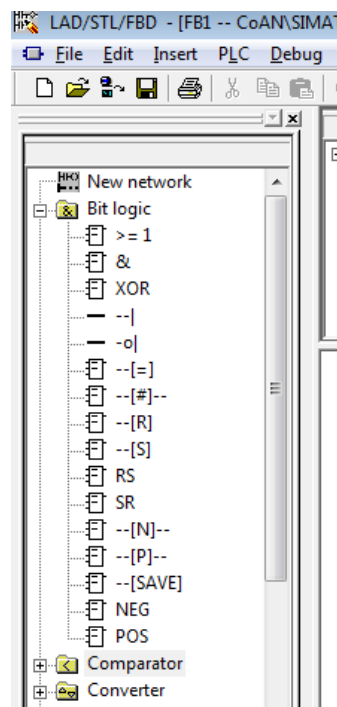 LAD/STL/FBD - [FB1 -- CoAN\SIMAT
File Edit Insert PLC Debug
New network
Bit logic
>= 1
&
XOR
--|
-o|
--[=]
--[#]--
--[R]
--[S]
RS
SR
--[N]--
--[P]--
--[SAVE]
NEG
POS
Comparator
Converter